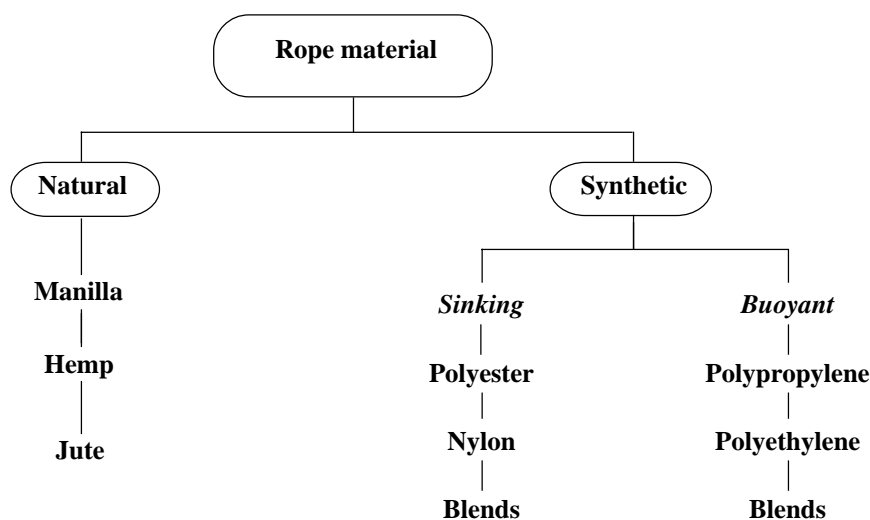 Rope material
Natural
Synthetic
Manilla
Hemp
Jute
Sinking
Polyester
Nylon
Blends
Buoyant
Polypropylene
Polyethylene
Blends